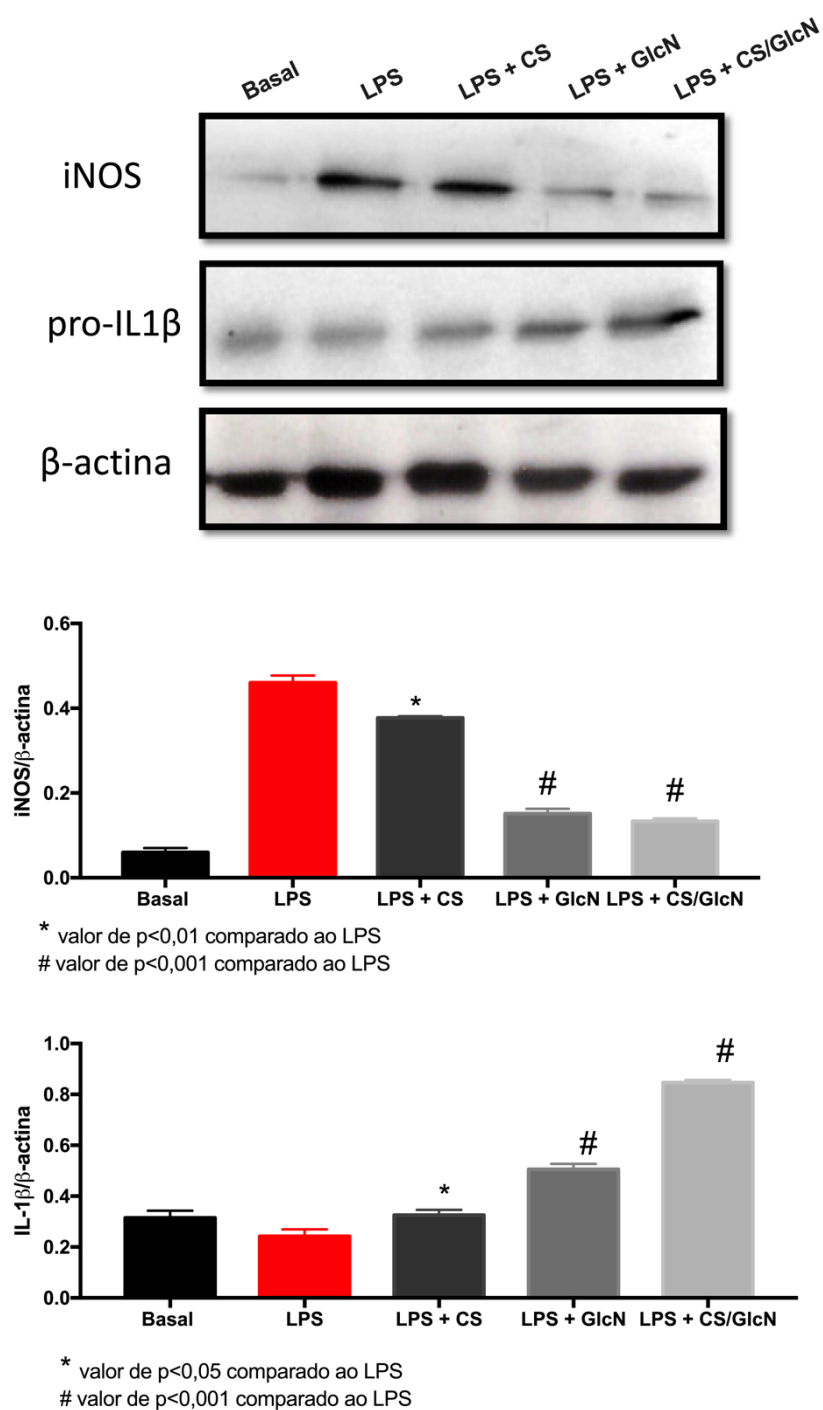 Basal LPS LPS + CS LPS + GlcN LPS + CS/GlcN
iNOS
pro-IL1β
β-actina
0.6
0.4
0.2
0.0
iNOS/β-actina
*
#
#
Basal LPS LPS + CS LPS + GlcN LPS + CS/GlcN
* valor de p<0,01 comparado ao LPS
# valor de p<0,001 comparado ao LPS
1.0
0.8
0.6
0.4
0.2
0.0
IL-1β/β-actina
*
#
#
Basal LPS LPS + CS LPS + GlcN LPS + CS/GlcN
* valor de p<0,05 comparado ao LPS
# valor de p<0,001 comparado ao LPS